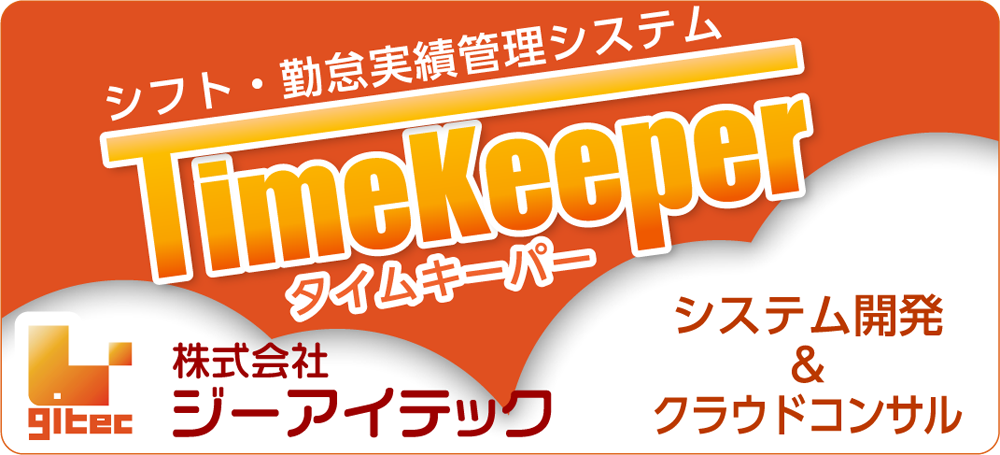 シフト・勤怠実績管理システム
TimeKeeper
タイムキーパー
gitec
株式会社
ジーアイテック
システム開発
&
クラウドコンサル